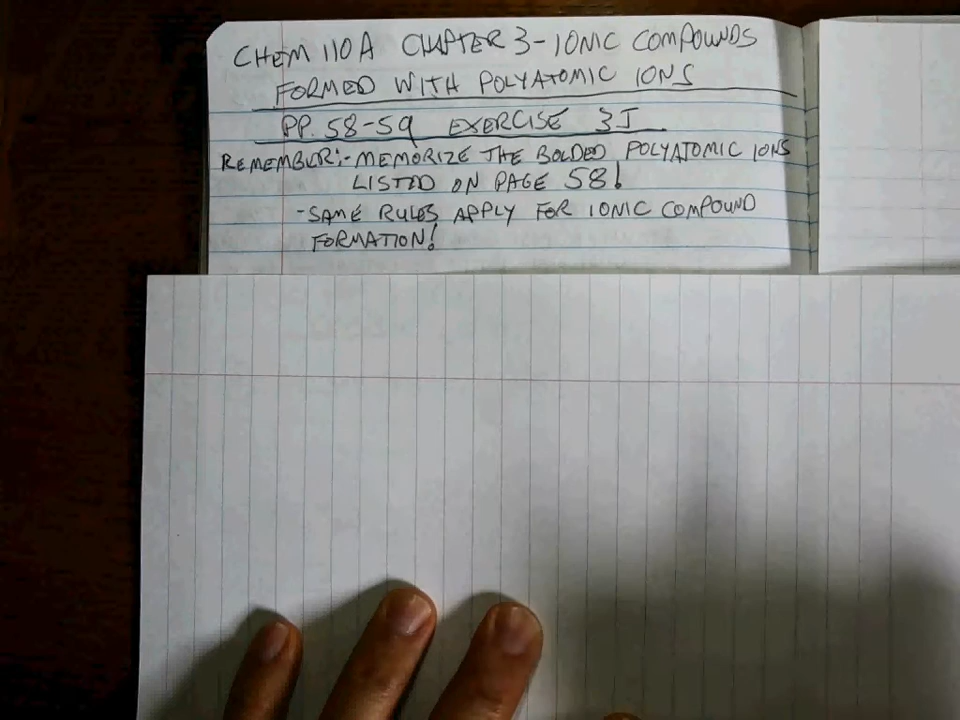 CHEM 110A CHAPTER 3-IONIC COMPOUNDS
FORMED WITH POLYATOMIC IONS
PP. 58-59 EXERCISE 3J
REMEMBER:-MEMORIZE THE BOLDED POLYATOMIC IONS
LISTED ON PAGE 58!
-SAME RULES APPLY FOR IONIC COMPOUND
FORMATION!